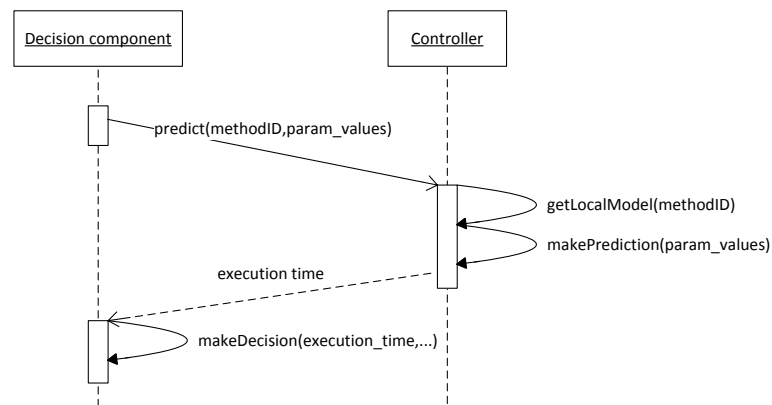 Decision component
Controller
predict(methodID,param_values)
getLocalModel(methodID)
makePrediction(param_values)
execution time
makeDecision(execution_time,...)